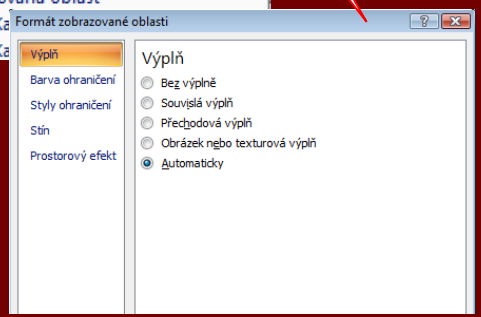 oblast
Formát zobrazované oblasti
Výplň
Barva ohraničení
Styly ohraničení
Stín
Prostorový efekt
Výplň
Bez výplně
Souvislá výplň
Přechodová výplň
Obrázek nebo texturová výplň
Automaticky